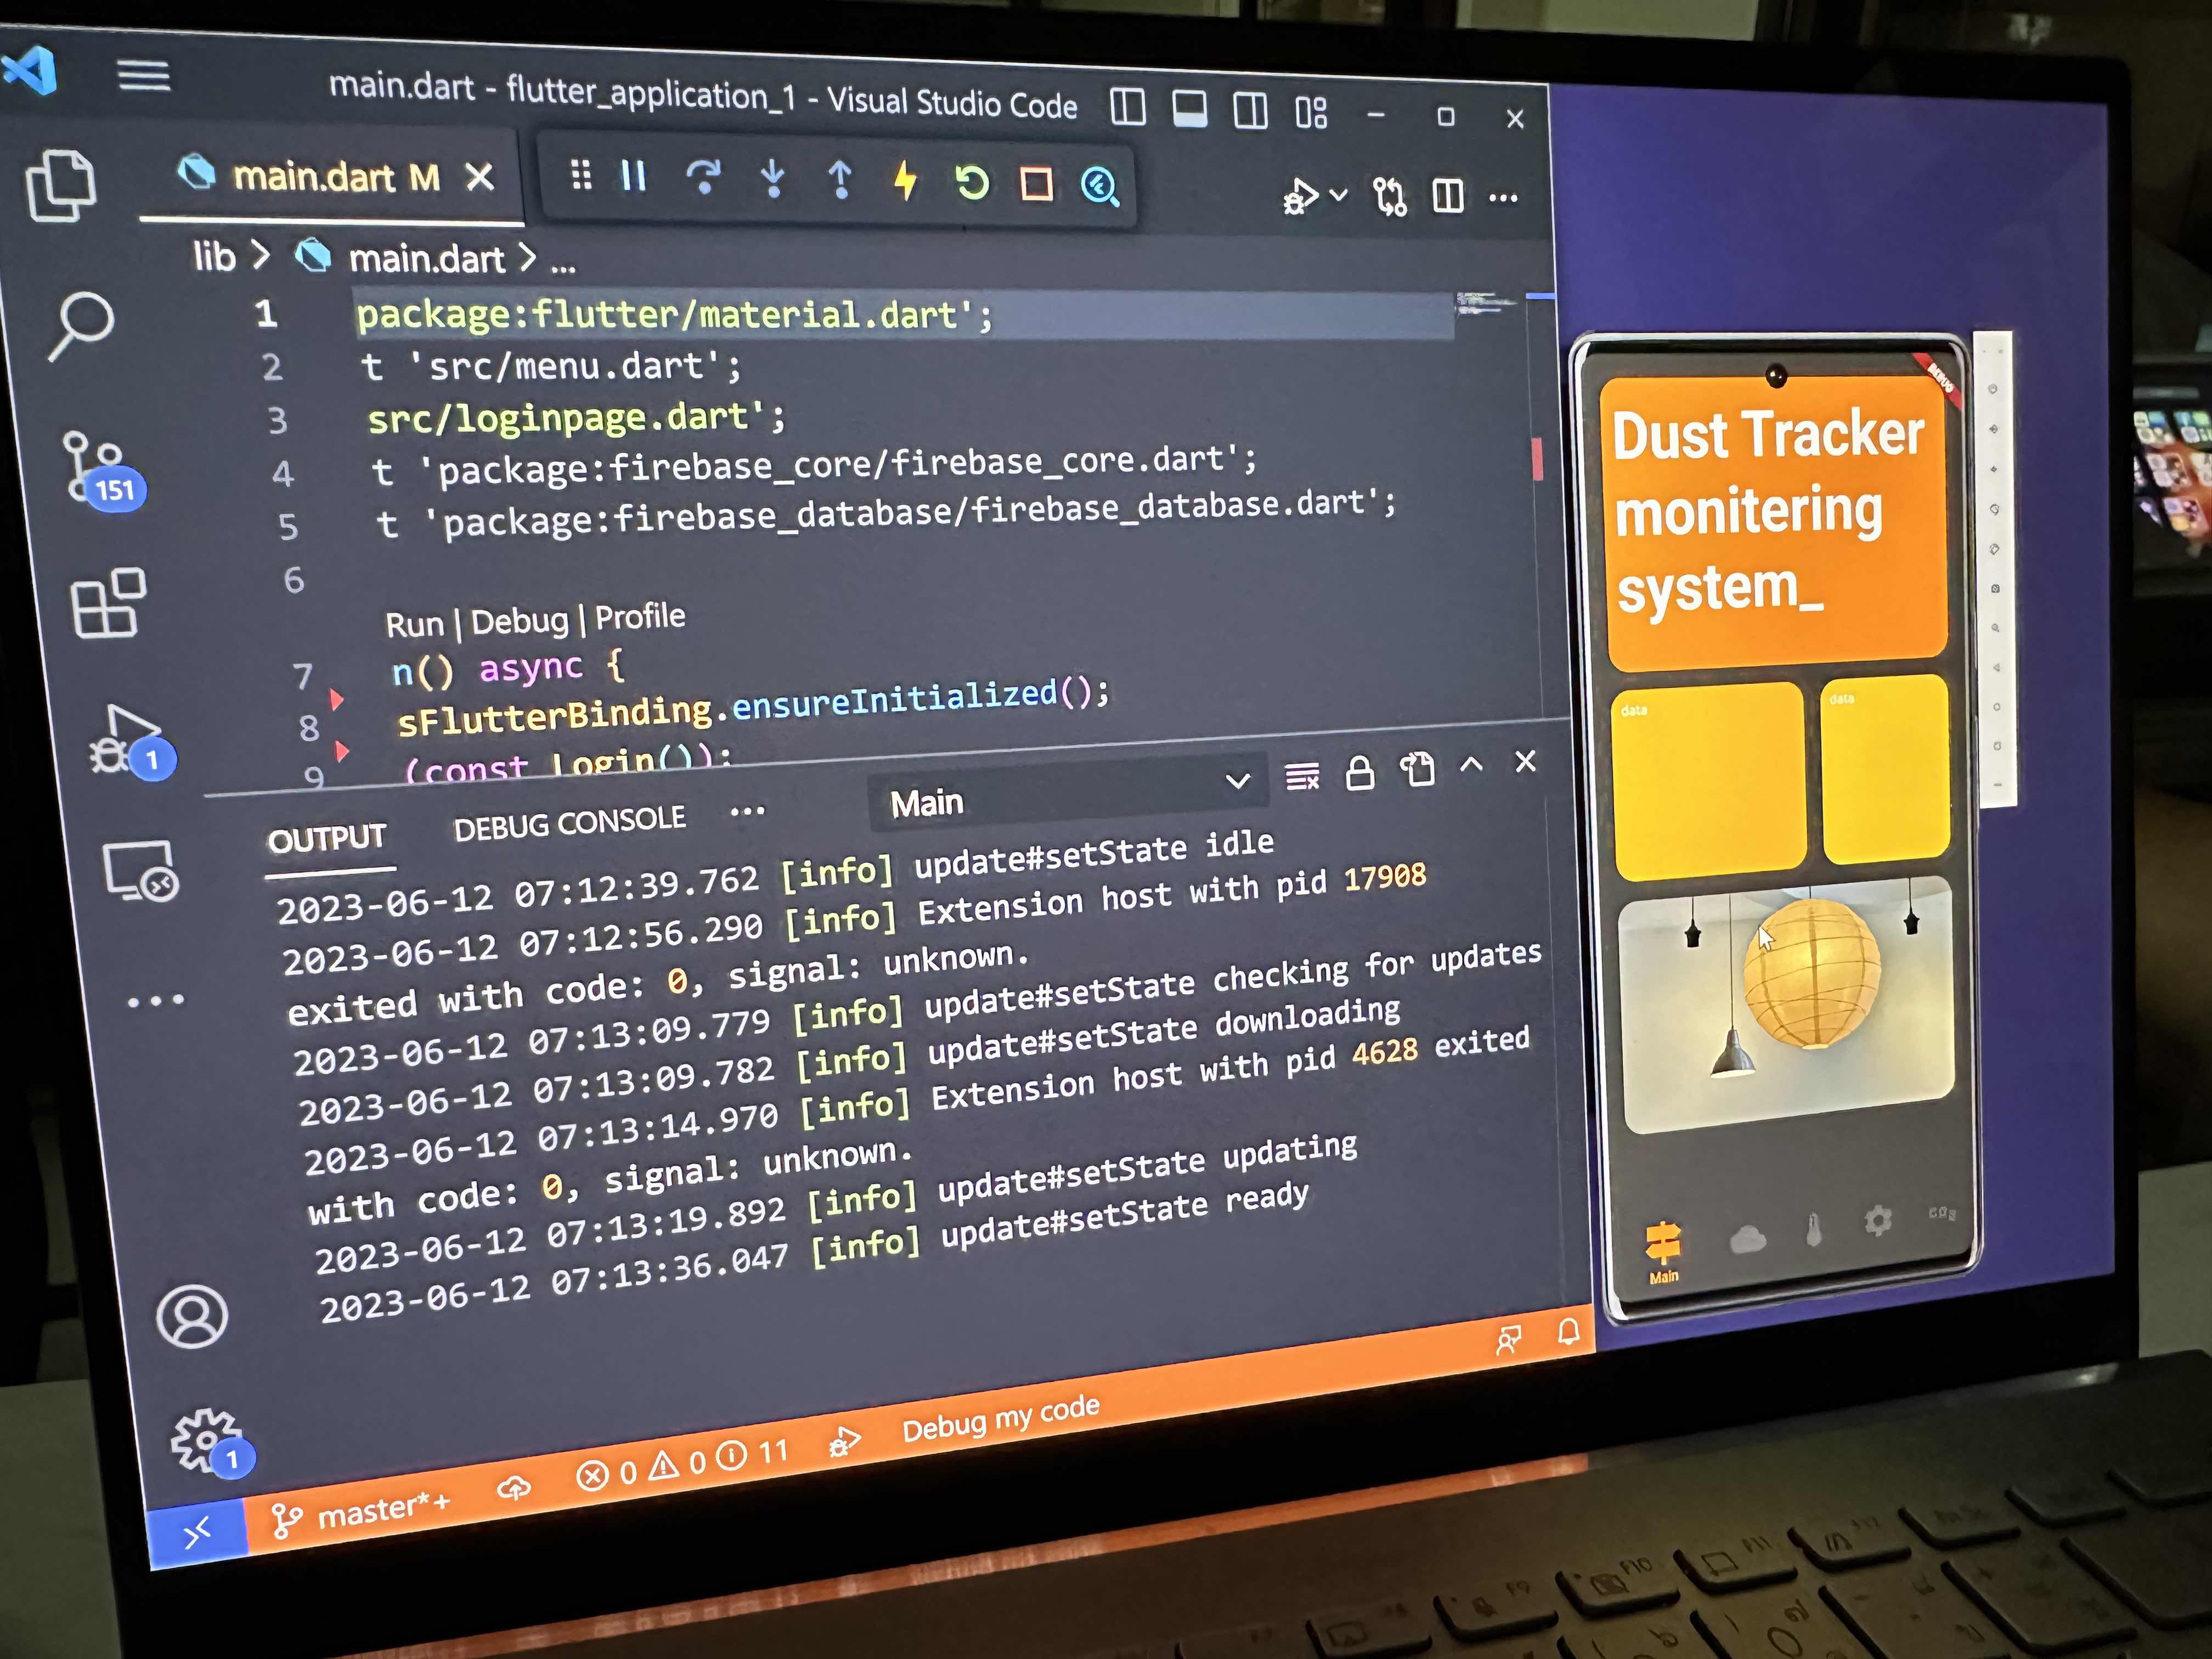 main.dart - flutter_application_1 - Visual Studio Code
main.dart M
lib > main.dart > ...
1 package:flutter/material.dart';
2 t 'src/menu.dart';
3 src/loginpage.dart';
4 t 'package:firebase_core/firebase_core.dart';
5 t 'package:firebase_database/firebase_database.dart';
6
Run | Debug | Profile
7 n() async {
8 sFlutterBinding.ensureInitialized();
9 (const Login());
151
1
OUTPUT DEBUG CONSOLE ... Main
2023-06-12 07:12:39.762 [info] update#setState idle
2023-06-12 07:12:56.290 [info] Extension host with pid 17908
exited with code: 0, signal: unknown.
2023-06-12 07:13:09.779 [info] update#setState checking for updates
2023-06-12 07:13:09.782 [info] update#setState downloading
2023-06-12 07:13:14.970 [info] Extension host with pid 4628 exited
with code: 0, signal: unknown.
2023-06-12 07:13:19.892 [info] update#setState updating
2023-06-12 07:13:36.047 [info] update#setState ready
1
master*+ 0 0 11 Debug my code
DEBUG
Dust Tracker
monitering
system_
data data
Main
F9 F10 F11 F12